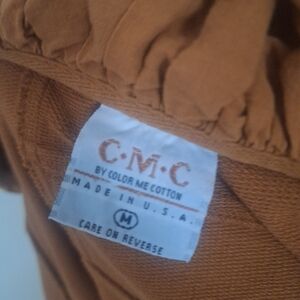 C·M·C
BY COLOR ME COTTON
MADE IN U.S.A.
M
CARE ON REVERSE